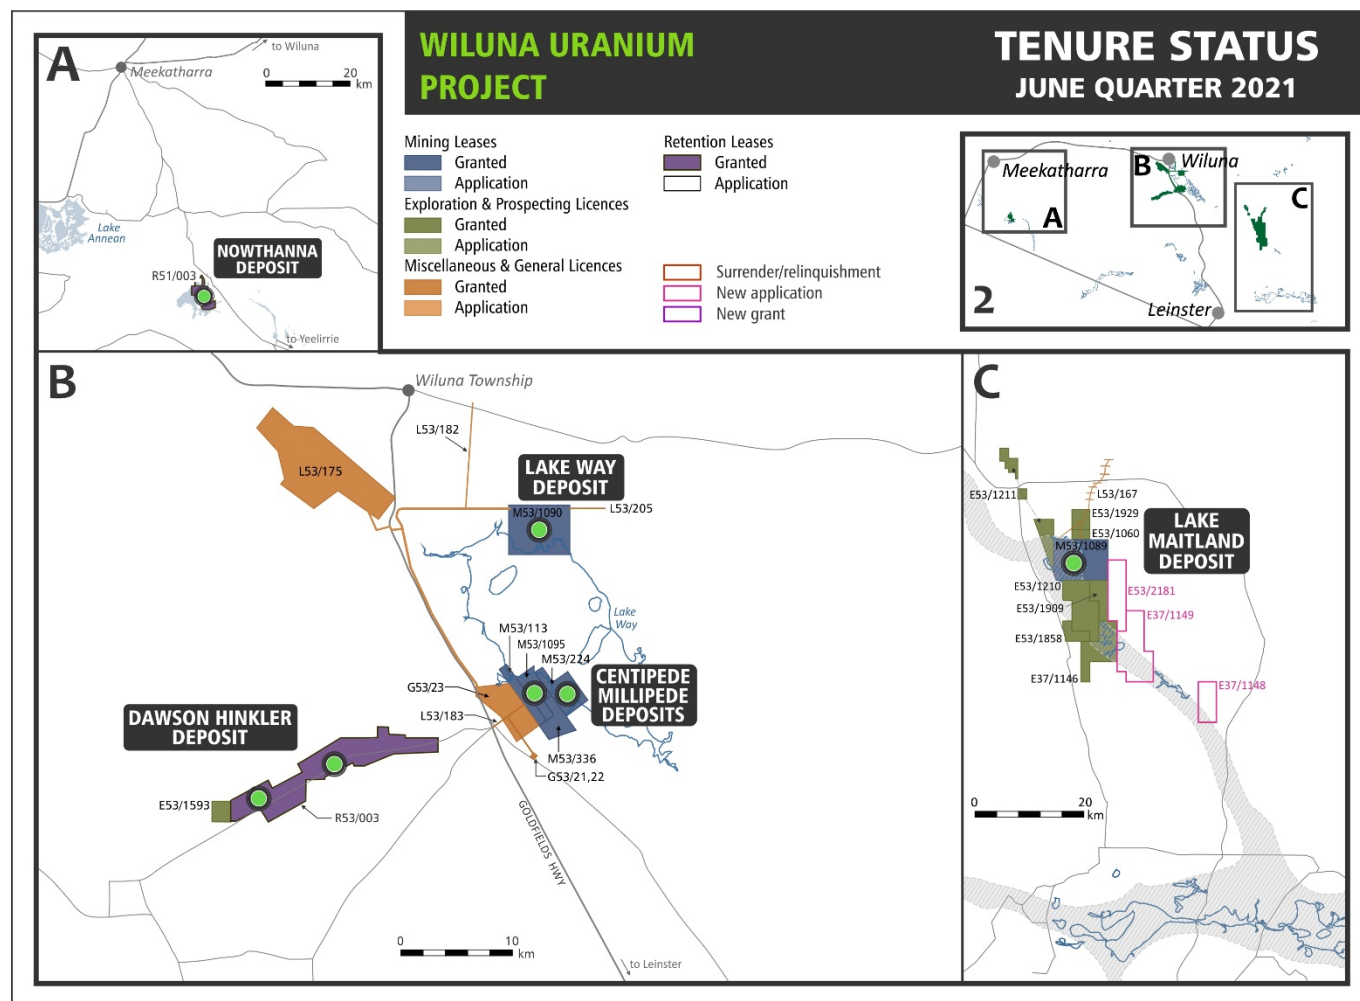 WILUNA URANIUM
PROJECT
TENURE STATUS
JUNE QUARTER 2021
A
to Wiluna
Meekatharra
0 20
km
Lake
Annean
NOWTHANNA
DEPOSIT
R51/003
to Yeelirrie
Mining Leases
Granted
Application
Exploration & Prospecting Licences
Granted
Application
Miscellaneous & General Licences
Granted
Application
Retention Leases
Granted
Application
Surrender/relinquishment
New application
New grant
Meekatharra
A
B
Wiluna
C
2
Leinster
B
Wiluna Township
L53/182
L53/175
LAKE WAY
DEPOSIT
M53/1090
L53/205
Lake
Way
M53/113
M53/1095
M53/224
G53/23
CENTIPEDE
MILLIPEDE
DEPOSITS
L53/183
M53/336
G53/21,22
DAWSON HINKLER
DEPOSIT
E53/1593
R53/003
GOLDFIELDS HWY
0 10
km
to Leinster
C
E53/1211
L53/167
E53/1929
E53/1060
LAKE
MAITLAND
DEPOSIT
M53/1089
E53/1210
E53/2181
E53/1909
E37/1149
E53/1858
E37/1146
E37/1148
0 20
km